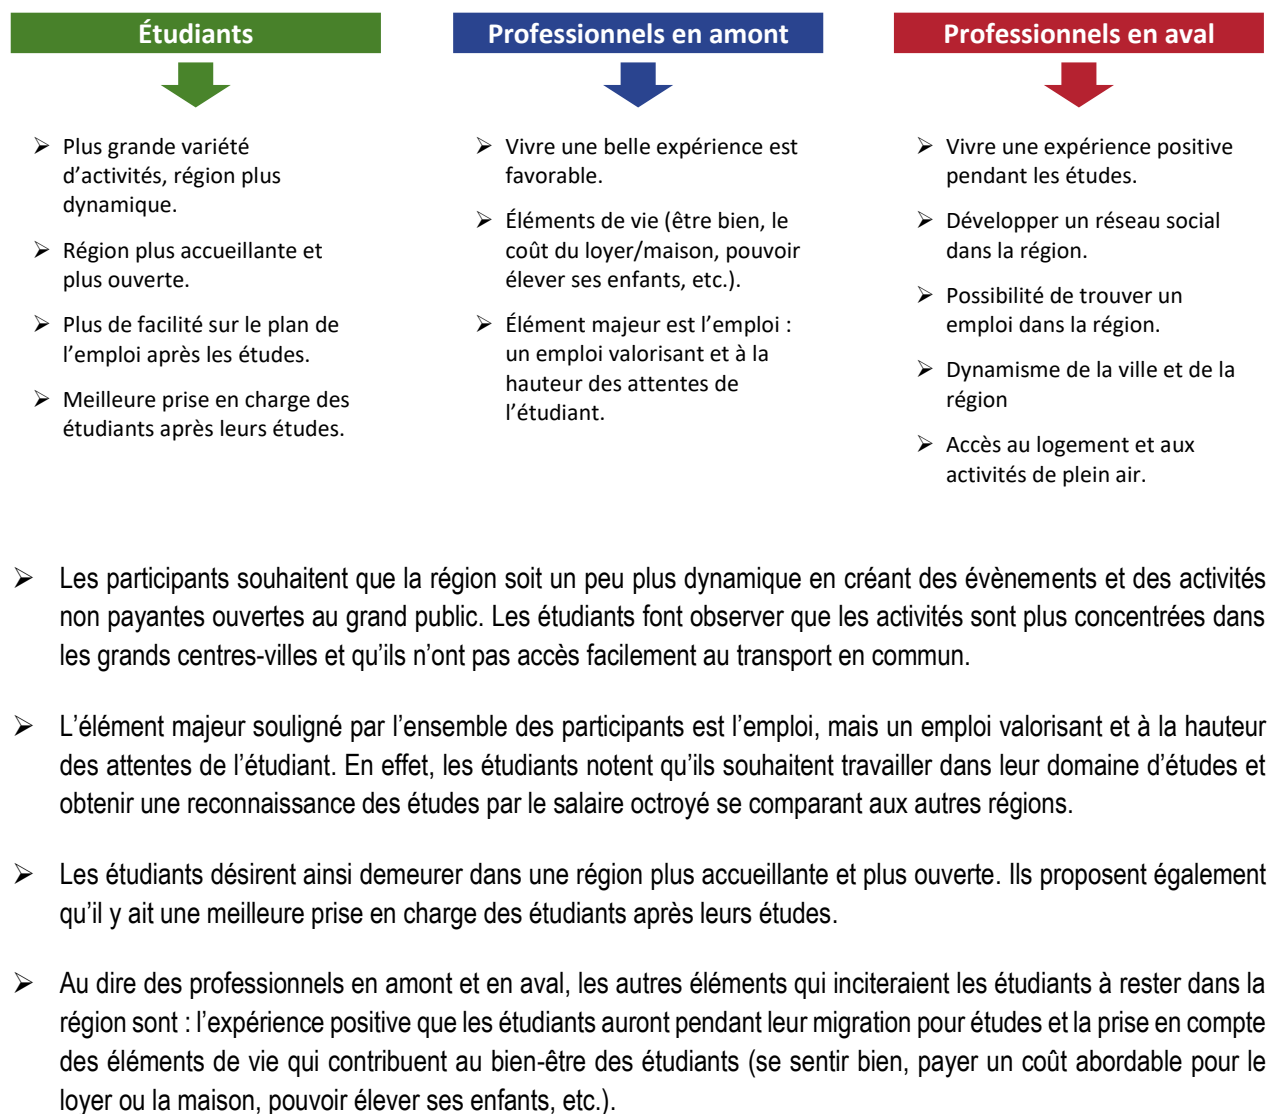 Étudiants
➢ Plus grande variété
d’activités, région plus
dynamique.
➢ Région plus accueillante et
plus ouverte.
➢ Plus de facilité sur le plan de
l’emploi après les études.
➢ Meilleure prise en charge des
étudiants après leurs études.
Professionnels en amont
➢ Vivre une belle expérience est
favorable.
➢ Éléments de vie (être bien, le
coût du loyer/maison, pouvoir
élever ses enfants, etc.).
➢ Élément majeur est l’emploi :
un emploi valorisant et à la
hauteur des attentes de
l’étudiant.
Professionnels en aval
➢ Vivre une expérience positive
pendant les études.
➢ Développer un réseau social
dans la région.
➢ Possibilité de trouver un
emploi dans la région.
➢ Dynamisme de la ville et de la
région
➢ Accès au logement et aux
activités de plein air.
➢ Les participants souhaitent que la région soit un peu plus dynamique en créant des évènements et des activités
non payantes ouvertes au grand public. Les étudiants font observer que les activités sont plus concentrées dans
les grands centres-villes et qu’ils n’ont pas accès facilement au transport en commun.
➢ L’élément majeur souligné par l’ensemble des participants est l’emploi, mais un emploi valorisant et à la hauteur
des attentes de l’étudiant. En effet, les étudiants notent qu’ils souhaitent travailler dans leur domaine d’études et
obtenir une reconnaissance des études par le salaire octroyé se comparant aux autres régions.
➢ Les étudiants désirent ainsi demeurer dans une région plus accueillante et plus ouverte. Ils proposent également
qu’il y ait une meilleure prise en charge des étudiants après leurs études.
➢ Au dire des professionnels en amont et en aval, les autres éléments qui inciteraient les étudiants à rester dans la
région sont : l’expérience positive que les étudiants auront pendant leur migration pour études et la prise en compte
des éléments de vie qui contribuent au bien-être des étudiants (se sentir bien, payer un coût abordable pour le
loyer ou la maison, pouvoir élever ses enfants, etc.).